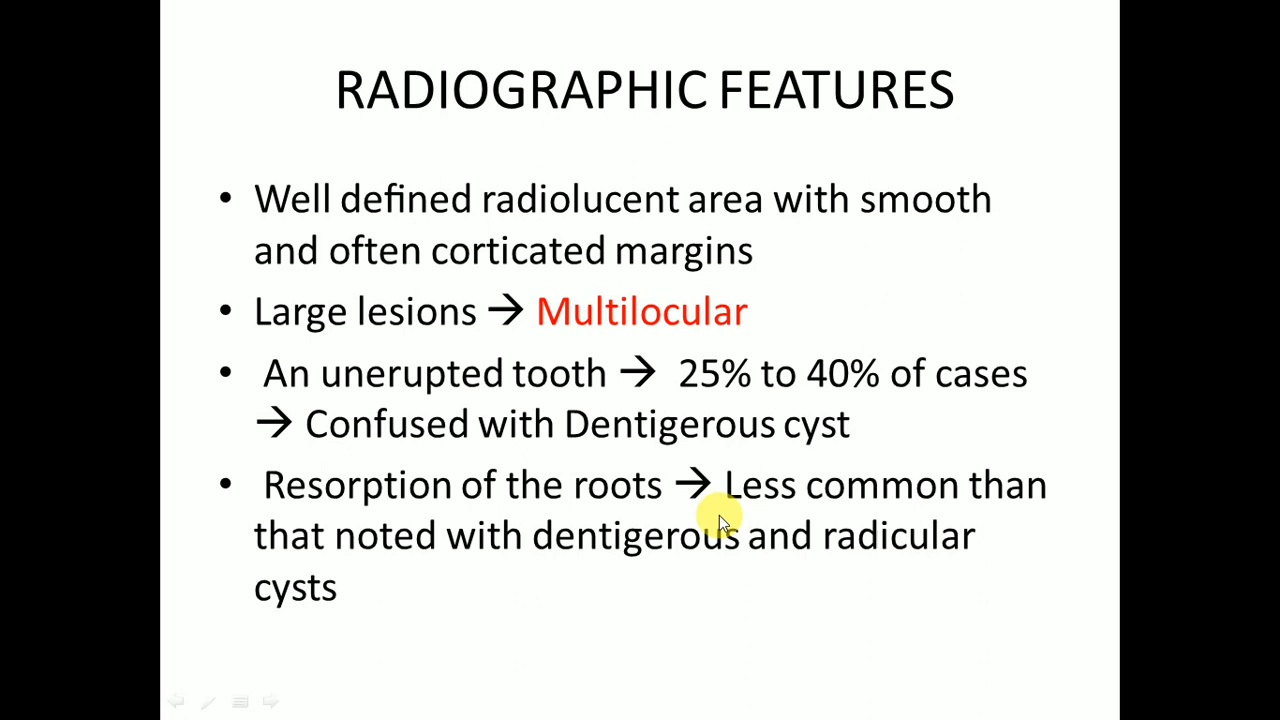 RADIOGRAPHIC FEATURES
• Well defined radiolucent area with smooth
and often corticated margins
• Large lesions → Multilocular
• An unerupted tooth → 25% to 40% of cases
→ Confused with Dentigerous cyst
• Resorption of the roots → Less common than
that noted with dentigerous and radicular
cysts